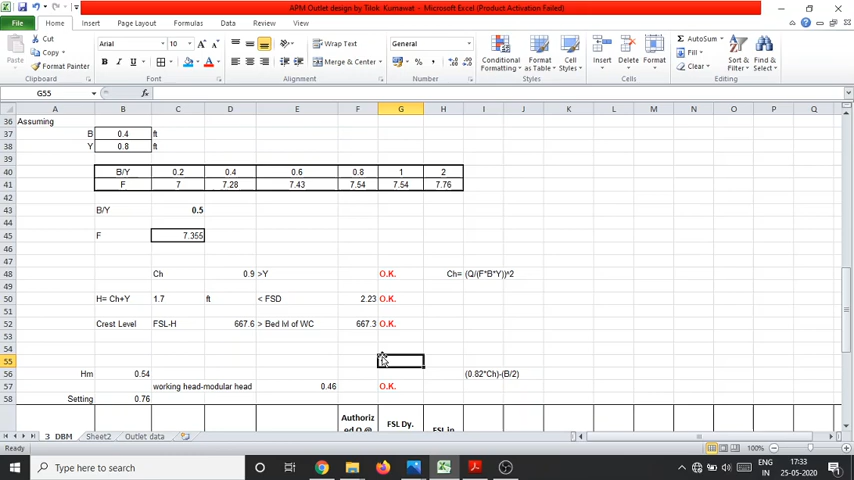 APM Outlet design by Tilok Kumawat - Microsoft Excel (Product Activation Failed)
File Home Insert Page Layout Formulas Data Review View
Cut
Copy
Format Painter
Paste
Clipboard
Arial 10
B I U
Font
Wrap Text
Merge & Center
Alignment
General
Number
Conditional Formatting
Format as Table
Cell Styles
Styles
Insert Delete Format
Cells
AutoSum
Fill
Clear
Sort & Filter
Find & Select
Editing
G55 fx
A B C D E F G H I J K L M N O P Q
36 Assuming
37 B 0.4 ft
38 Y 0.8 ft
39
40 B/Y 0.2 0.4 0.6 0.8 1 2
41 F 7 7.28 7.43 7.54 7.54 7.76
42
43 B/Y 0.5
44
45 F 7.355
46
47
48 Ch 0.9 >Y O.K. Ch= (Q/(F*B*Y))^2
49
50 H= Ch+Y 1.7 ft < FSD 2.23 O.K.
51
52 Crest Level FSL-H 667.6 > Bed lvl of WC 667.3 O.K.
53
54
55
56 Hm 0.54 (0.82*Ch)-(B/2)
57 working head-modular head 0.46 O.K.
58 Setting 0.76
Authoriz
ed Q @ FSL Dy. FSL in
3_DBM Sheet2 Outlet data
Ready 100%
Type here to search
ENG
IN
17:33
25-05-2020